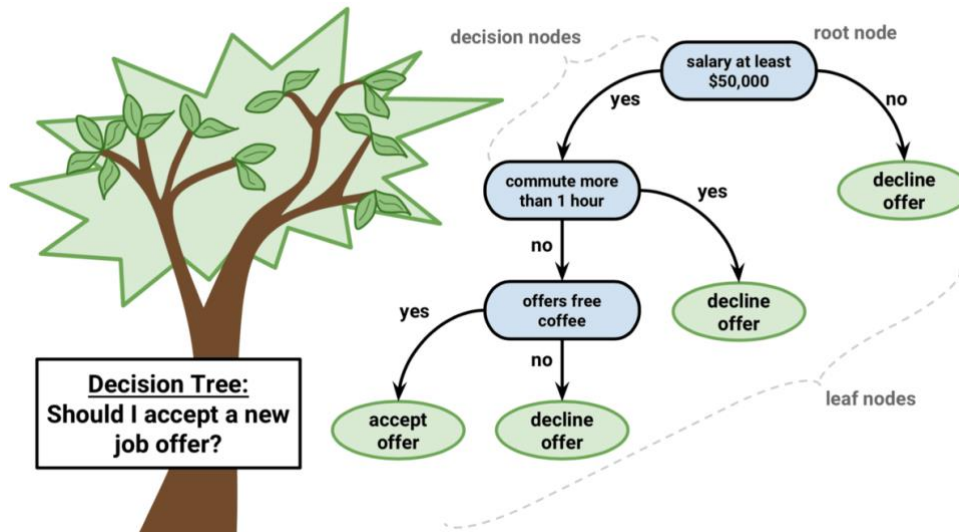 decision nodes
root node
salary at least
$50,000
yes
no
commute more
than 1 hour
yes
decline
offer
no
offers free
coffee
decline
offer
yes
no
Decision Tree:
Should I accept a new
job offer?
accept
offer
decline
offer
leaf nodes